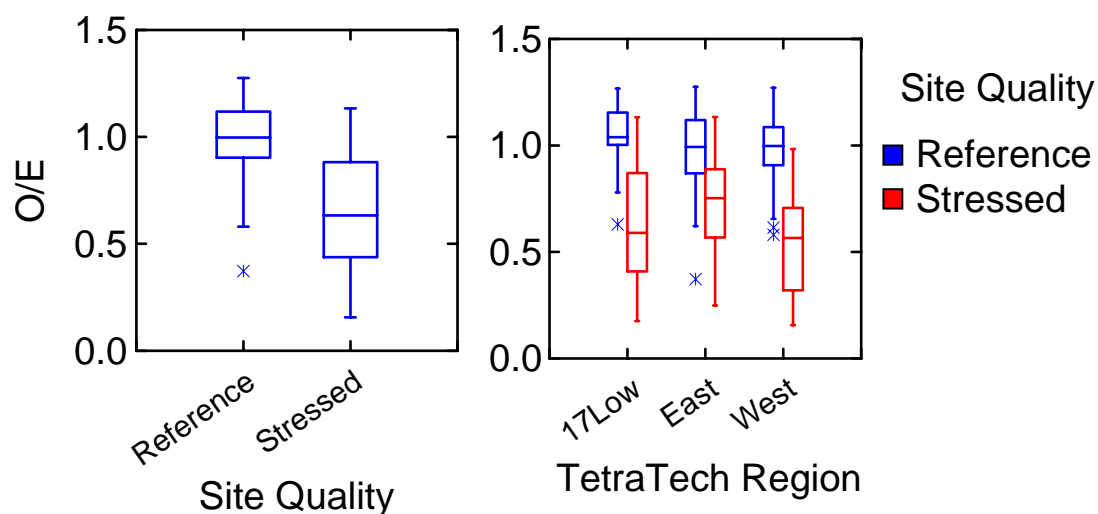 O/E
1.5
1.0
0.5
0.0
Reference
Stressed
Site Quality
1.5
1.0
0.5
0.0
17Low
East
West
TetraTech Region
Site Quality
Reference
Stressed